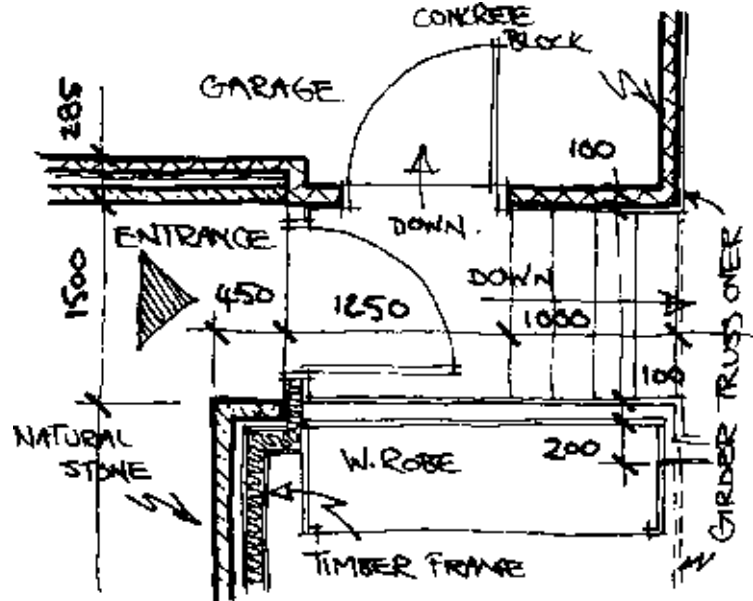 CONCRETE
BLOCK
GARAGE
285
100
ENTRANCE
DOWN.
DOWN
1500
450
1250
1000
GIRDER TRUSS OVER
100
NATURAL
STONE
W.ROBE
200
TIMBER FRAME